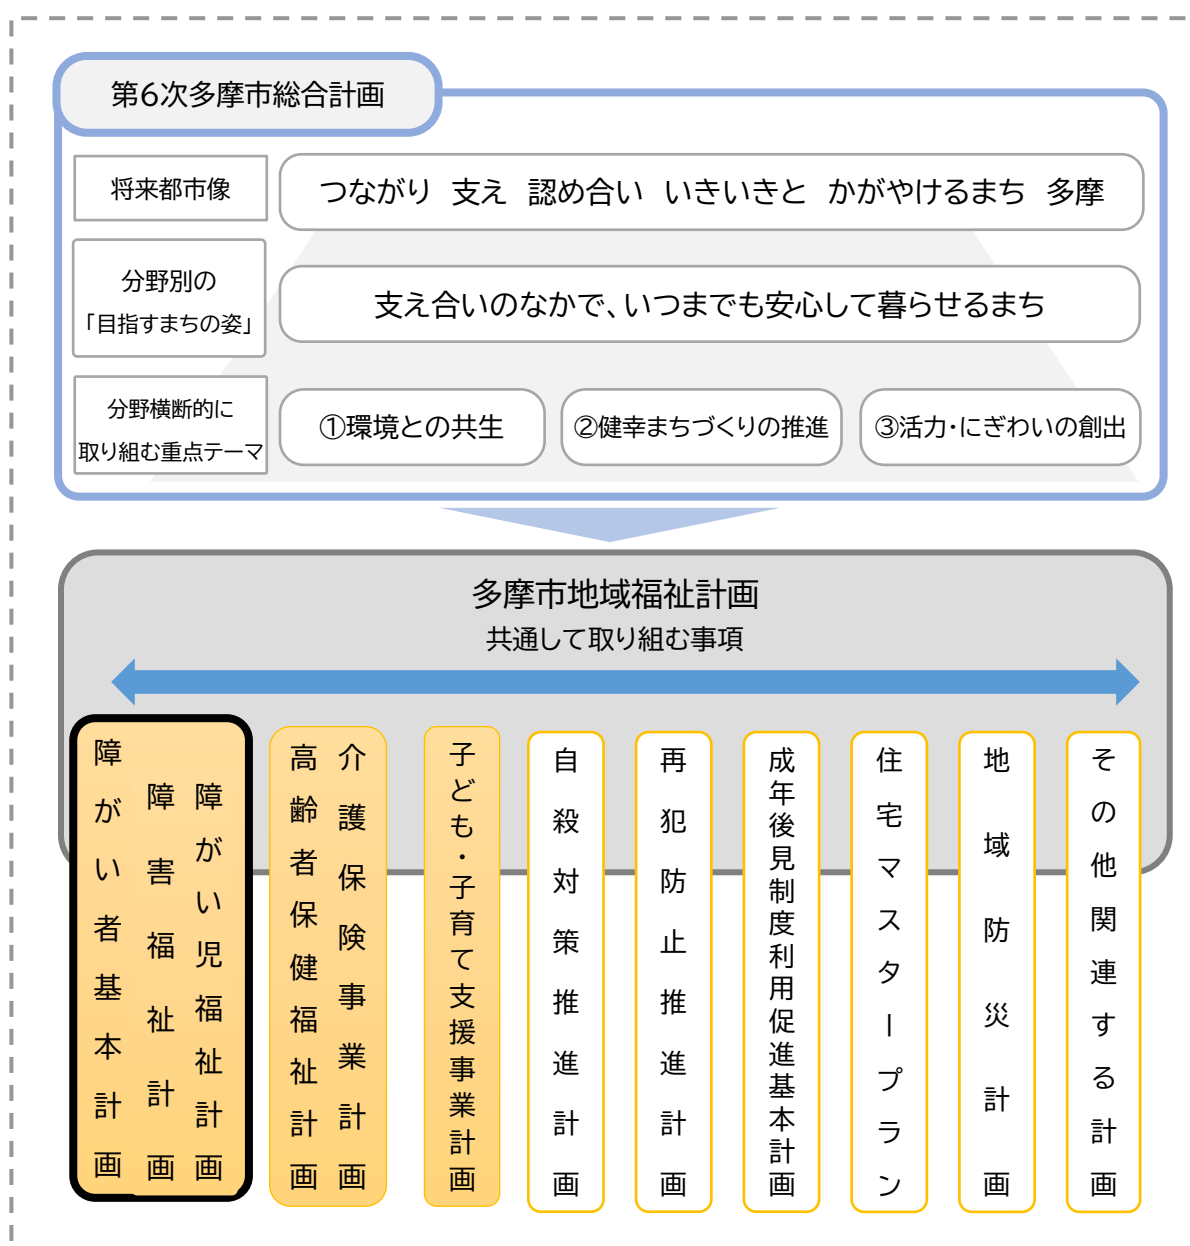 第6次多摩市総合計画
将来都市像
つながり 支え 認め合い いきいきと かがやけるまち 多摩
分野別の
「目指すまちの姿」
支え合いのなかで、いつまでも安心して暮らせるまち
分野横断的に
取り組む重点テーマ
①環境との共生
②健幸まちづくりの推進
③活力・にぎわいの創出
多摩市地域福祉計画
共通して取り組む事項
障がい者基本計画
障害福祉計画
障がい児福祉計画
高齢者保健福祉計画
介護保険事業計画
子ども・子育て支援事業計画
自殺対策推進計画
再犯防止推進計画
成年後見制度利用促進基本計画
住宅マスタープラン
地域防災計画
その他関連する計画